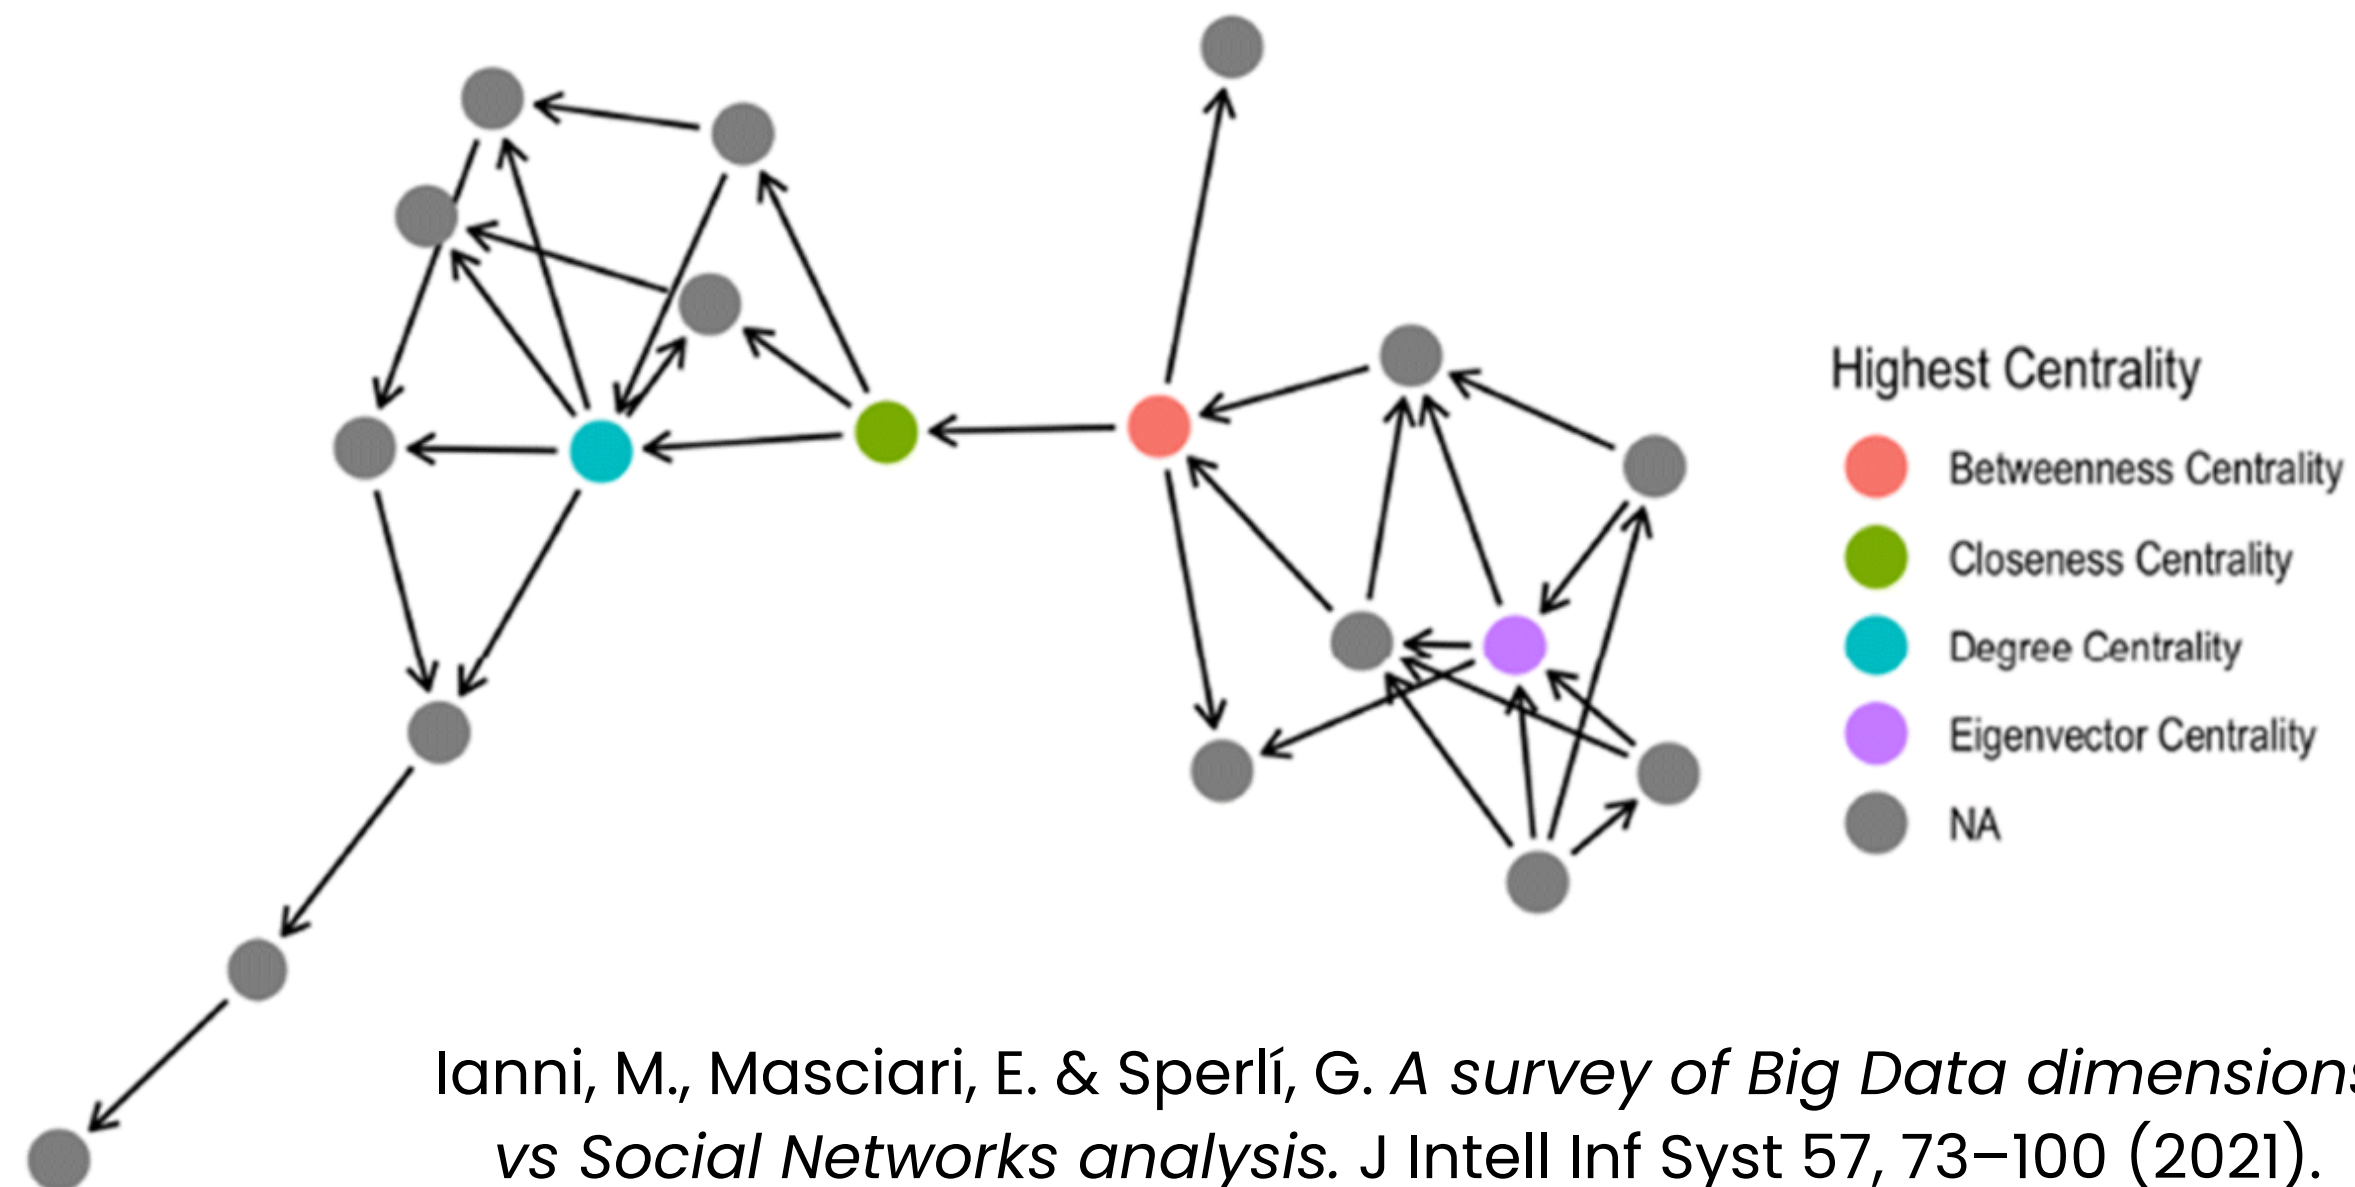 Highest Centrality
Betweenness Centrality
Closeness Centrality
Degree Centrality
Eigenvector Centrality
NA
Ianni, M., Masciari, E. & Sperlí, G. A survey of Big Data dimensions
vs Social Networks analysis. J Intell Inf Syst 57, 73–100 (2021).